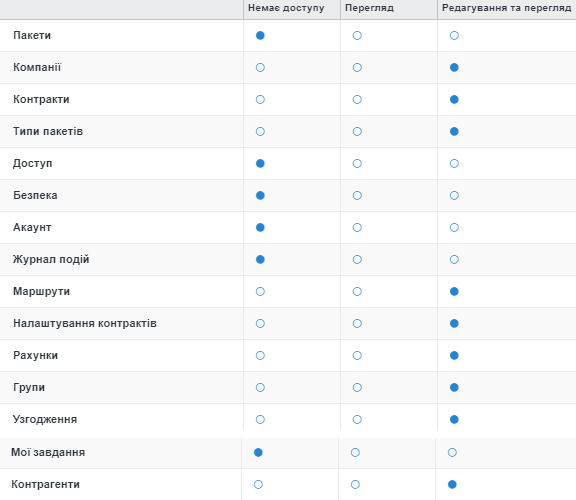 Немає доступу Перегляд Редагування та перегляд
Пакети
Компанії
Контракти
Типи пакетів
Доступ
Безпека
Акаунт
Журнал подій
Маршрути
Налаштування контрактів
Рахунки
Групи
Узгодження
Мої завдання
Контрагенти